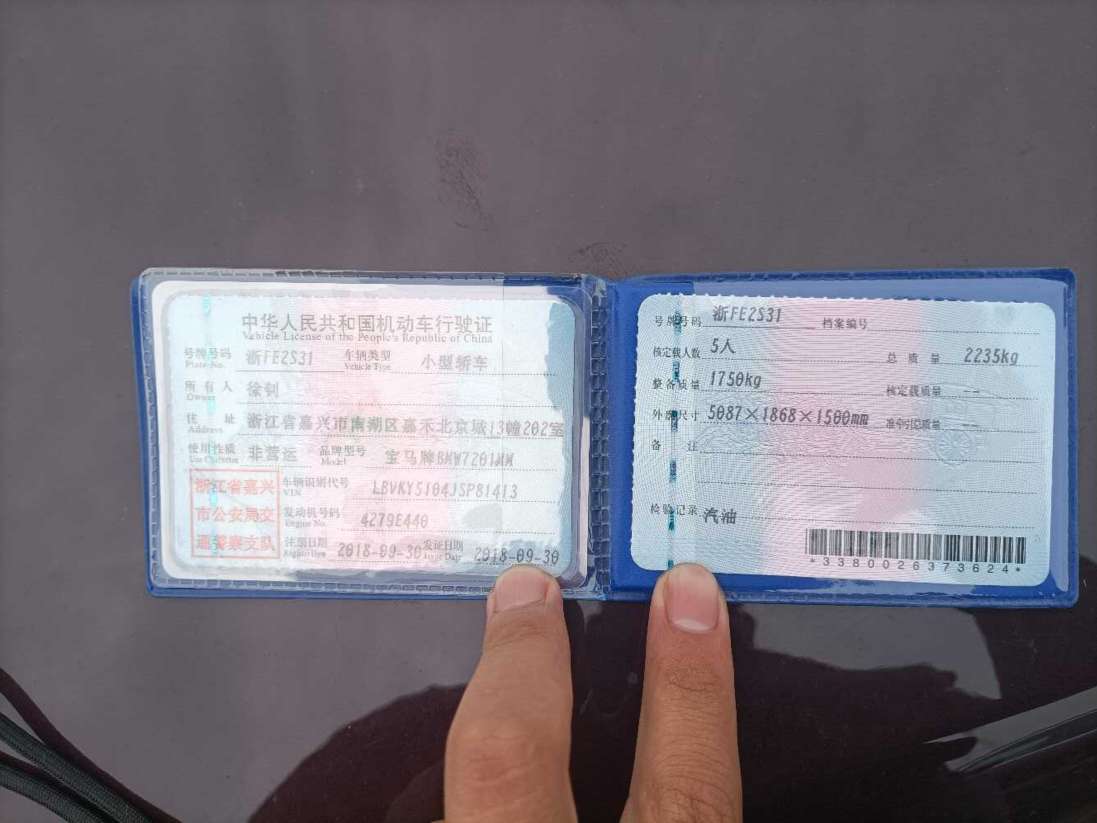 中华人民共和国机动车行驶证
Vehicle License of the People's Republic of China
号牌号码 浙FE2S31 车辆类型 小型轿车
Plate No. Vehicle Type
所有人 徐钊
Owner
住址 浙江省嘉兴市南湖区嘉禾北京城13幢202室
Address
使用性质 非营运 品牌型号 宝马牌BMW7201MM
Use Character Model
浙江省嘉兴
市公安局交
通警察支队
车辆识别代号 LBVKY5104JSP81413
VIN
发动机号码 4279E440
Engine No.
注册日期 2018-09-30 发证日期 2018-09-30
Register Date Issue Date
号牌号码 浙FE2S31 档案编号
核定载人数 5人 总质量 2235kg
整备质量 1750kg 核定载质量 --
外廓尺寸 5087×1868×1500mm 准牵引总质量 --
备注
检验记录 汽油
*3380026373624*